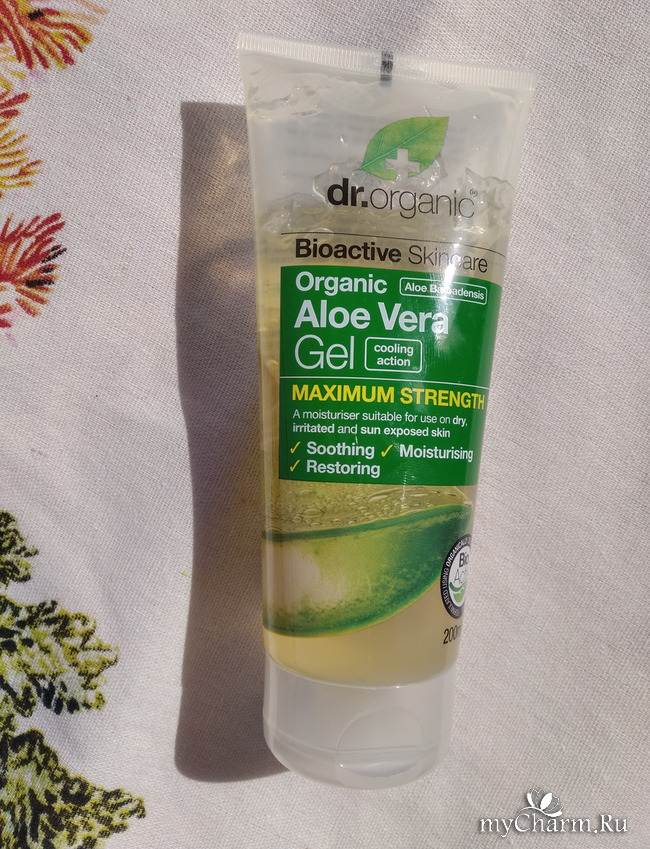 dr.organic
Bioactive Skincare
Organic
Aloe Barbadensis
Aloe Vera
Gel
cooling
action
MAXIMUM STRENGTH
A moisturiser suitable for use on dry,
irritated and sun exposed skin
✓ Soothing ✓ Moisturising
✓ Restoring
200m
myCharm.Ru